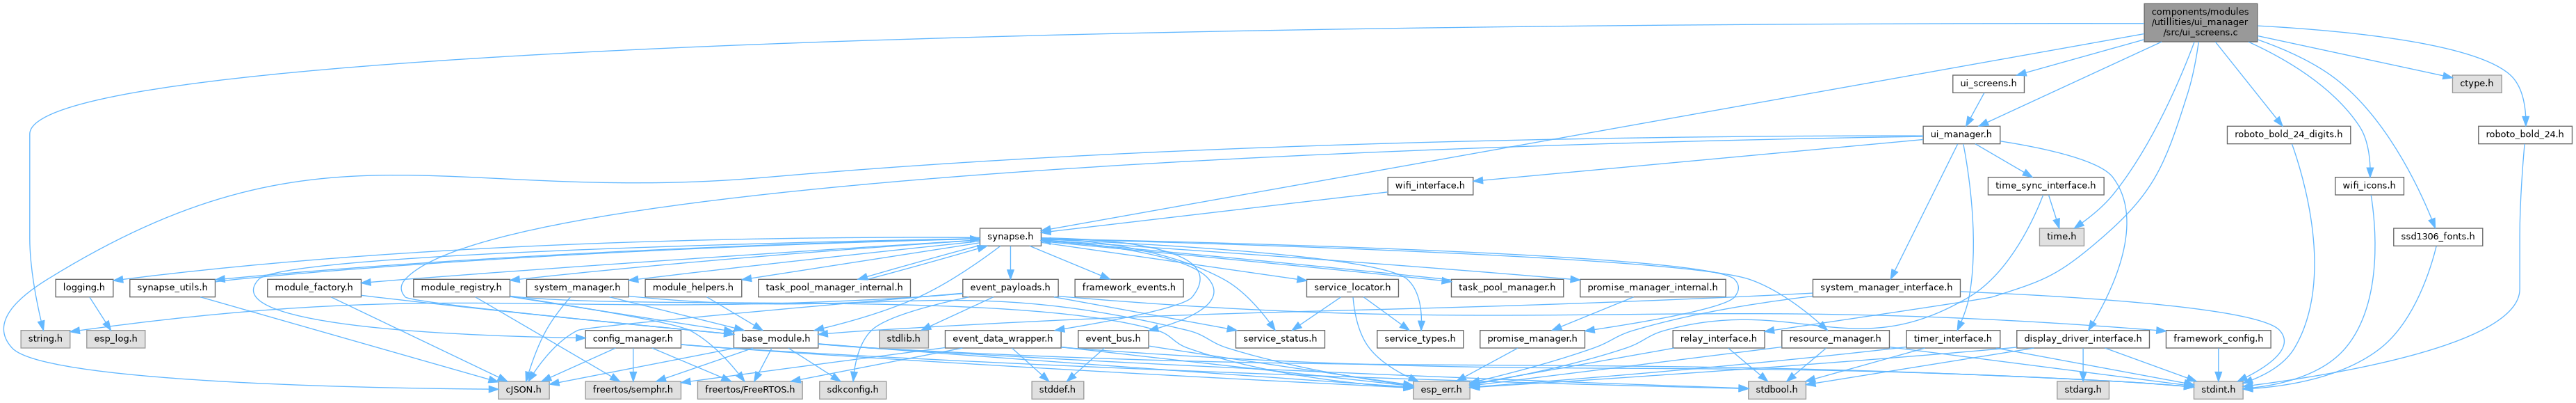 components/modules
/utillities/ui_manager
/src/ui_screens.c
ui_screens.h
ctype.h
ui_manager.h
roboto_bold_24_digits.h
roboto_bold_24.h
wifi_interface.h
time_sync_interface.h
wifi_icons.h
synapse.h
time.h
ssd1306_fonts.h
logging.h
synapse_utils.h
module_factory.h
module_registry.h
system_manager.h
module_helpers.h
task_pool_manager_internal.h
event_payloads.h
framework_events.h
service_locator.h
task_pool_manager.h
promise_manager_internal.h
system_manager_interface.h
string.h
esp_log.h
config_manager.h
base_module.h
stdlib.h
event_data_wrapper.h
event_bus.h
service_status.h
service_types.h
promise_manager.h
relay_interface.h
resource_manager.h
timer_interface.h
display_driver_interface.h
framework_config.h
cJSON.h
freertos/semphr.h
freertos/FreeRTOS.h
sdkconfig.h
stddef.h
esp_err.h
stdbool.h
stdarg.h
stdint.h